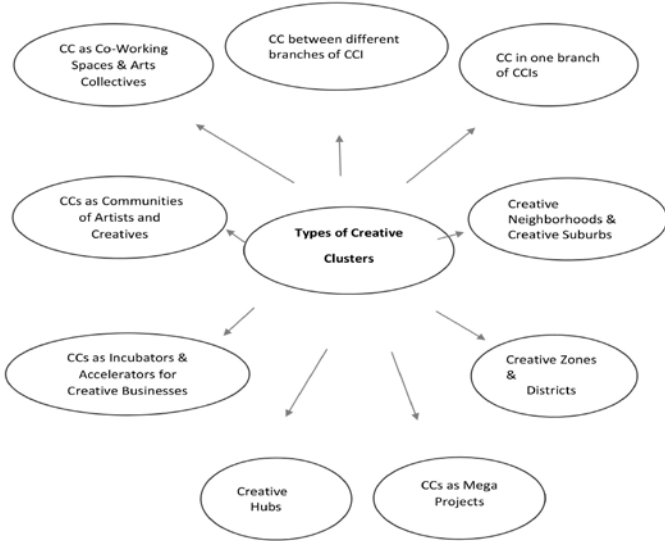 CC as Co-Working
Spaces & Arts
Collectives
CC between different
branches of CCI
CC in one branch
of CCIs
CCs as Communities
of Artists and
Creatives
Types of Creative
Clusters
Creative
Neighborhoods &
Creative Suburbs
CCs as Incubators &
Accelerators for
Creative Businesses
Creative Zones
&
Districts
Creative
Hubs
CCs as Mega
Projects